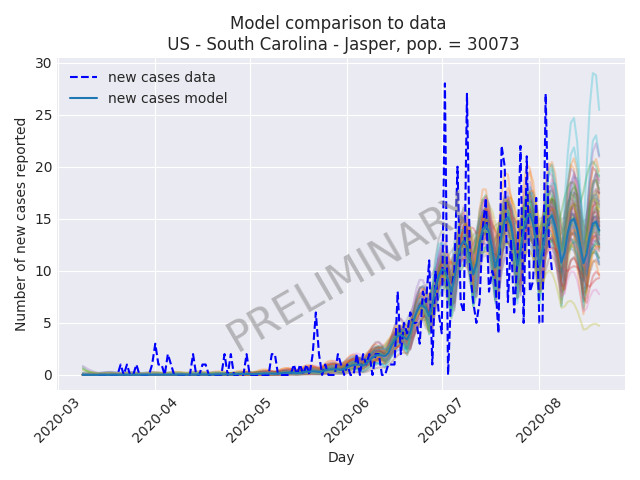 Model comparison to data
US - South Carolina - Jasper, pop. = 30073
new cases data
new cases model
PRELIMINARY
Number of new cases reported
30
25
20
15
10
5
0
2020-03
2020-04
2020-05
2020-06
2020-07
2020-08
Day